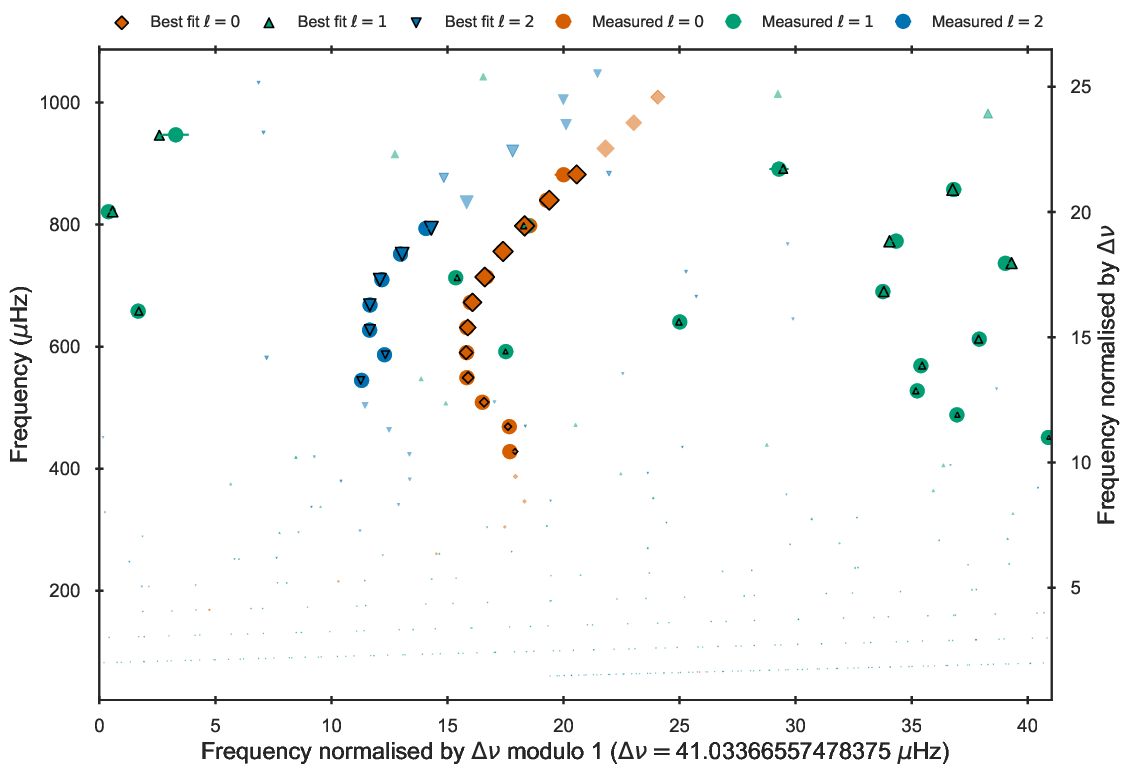 Best fit ℓ = 0 Best fit ℓ = 1 Best fit ℓ = 2 Measured ℓ = 0 Measured ℓ = 1 Measured ℓ = 2
1000
800
600
400
200
Frequency (μHz)
25
20
15
10
5
Frequency normalised by Δν
0 5 10 15 20 25 30 35 40
Frequency normalised by Δν modulo 1 (Δν = 41.03366557478375 μHz)